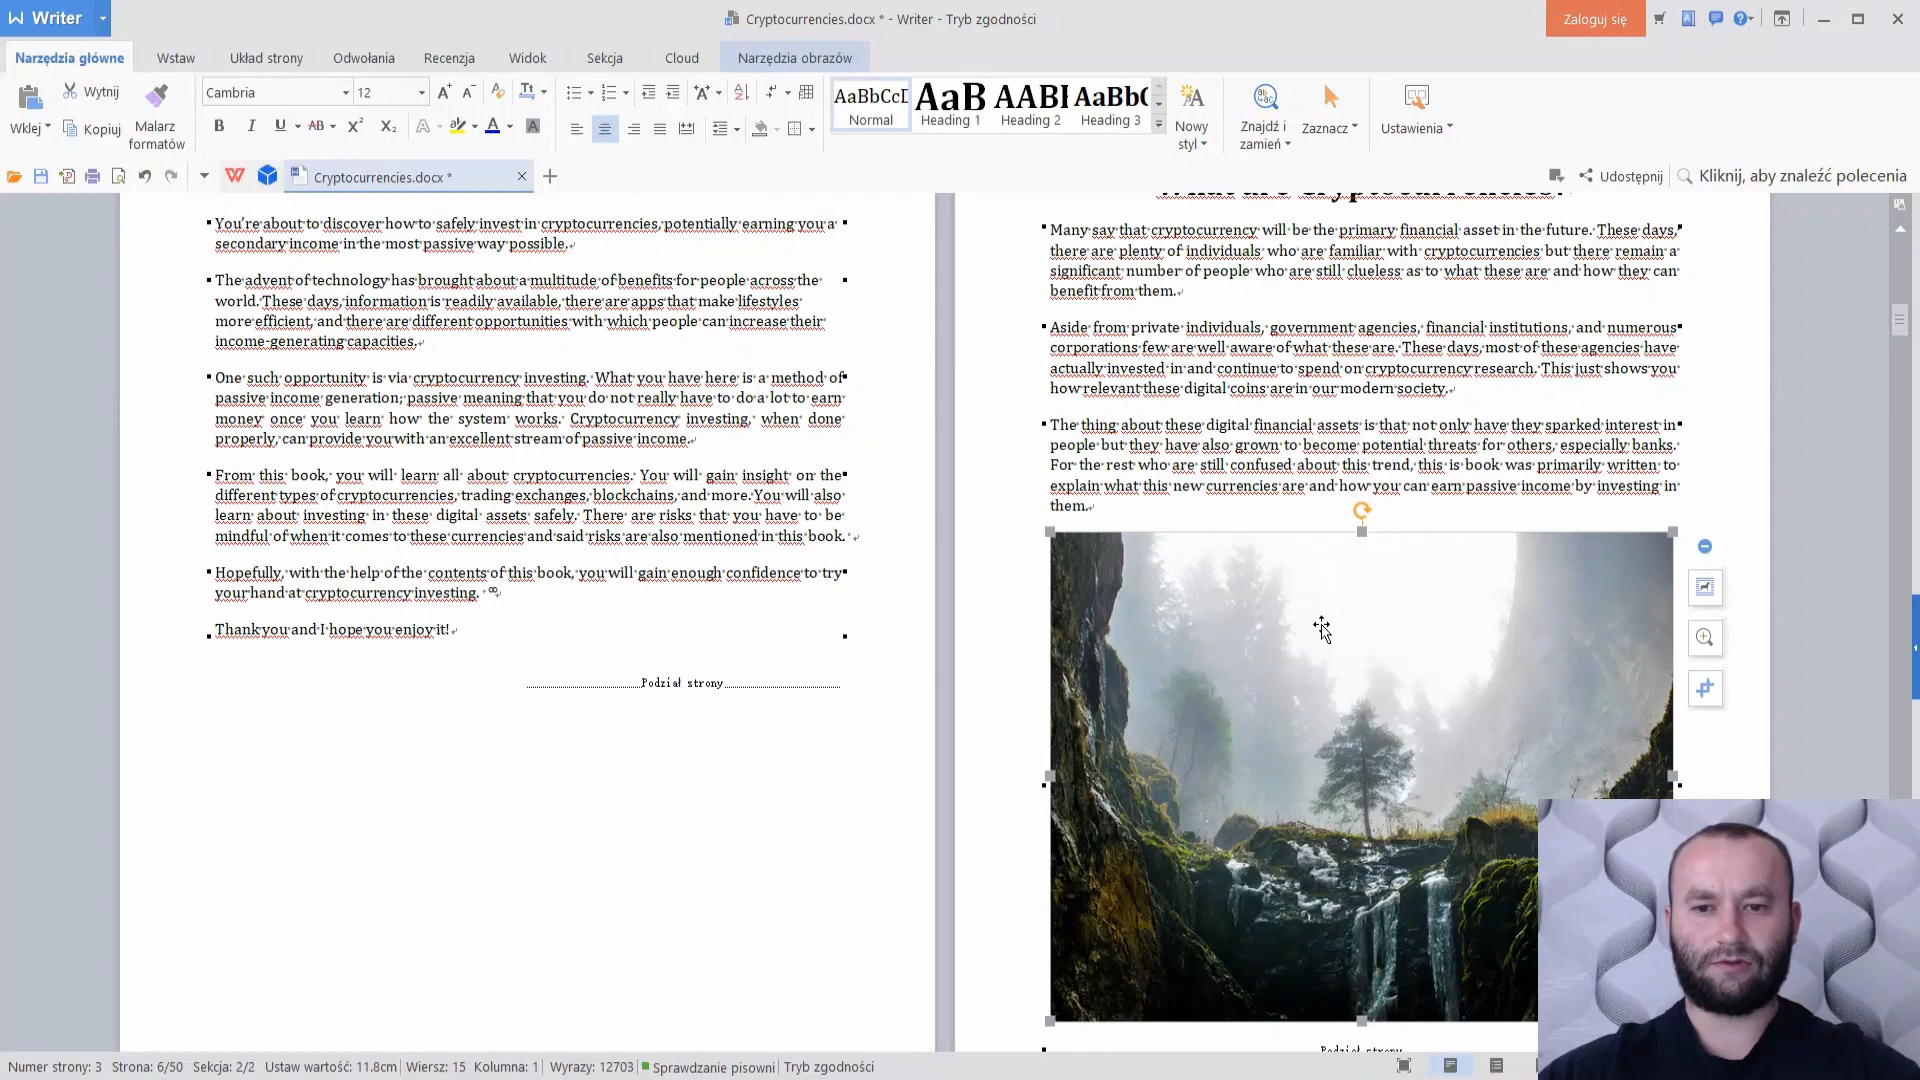 Writer
Cryptocurrencies.docx * - Writer - Tryb zgodności
Zaloguj się
Narzędzia główne
Wstaw
Układ strony
Odwołania
Recenzja
Widok
Sekcja
Cloud
Narzędzia obrazów
Wklej
Wytnij
Kopiuj
Malarz formatów
Cambria
12
AaBbCcD
Normal
AaB
Heading 1
AABI
Heading 2
AaBb(
Heading 3
Nowy styl
Znajdź i zamień
Zaznacz
Ustawienia
Cryptocurrencies.docx *
Udostępnij
Kliknij, aby znaleźć polecenia
You're about to discover how to safely invest in cryptocurrencies, potentially earning you a
secondary income in the most passive way possible.
The advent of technology has brought about a multitude of benefits for people across the
world. These days, information is readily available, there are apps that make lifestyles
more efficient, and there are different opportunities with which people can increase their
income-generating capacities.
One such opportunity is via cryptocurrency investing. What you have here is a method of
passive income generation; passive meaning that you do not really have to do a lot to earn
money once you learn how the system works. Cryptocurrency investing, when done
properly, can provide you with an excellent stream of passive income.
From this book, you will learn all about cryptocurrencies. You will gain insight on the
different types of cryptocurrencies, trading exchanges, blockchains, and more. You will also
learn about investing in these digital assets safely. There are risks that you have to be
mindful of when it comes to these currencies and said risks are also mentioned in this book.
Hopefully, with the help of the contents of this book, you will gain enough confidence to try
your hand at cryptocurrency investing.
Thank you and I hope you enjoy it!
Podział strony
What are Cryptocurrencies?
Many say that cryptocurrency will be the primary financial asset in the future. These days,
there are plenty of individuals who are familiar with cryptocurrencies but there remain a
significant number of people who are still clueless as to what these are and how they can
benefit from them.
Aside from private individuals, government agencies, financial institutions, and numerous
corporations few are well aware of what these are. These days, most of these agencies have
actually invested in and continue to spend on cryptocurrency research. This just shows you
how relevant these digital coins are in our modern society.
The thing about these digital financial assets is that not only have they sparked interest in
people but they have also grown to become potential threats for others, especially banks.
For the rest who are still confused about this trend, this is book was primarily written to
explain what this new currencies are and how you can earn passive income by investing in
them.
Podział strony
Numer strony: 3 Strona: 6/50 Sekcja: 2/2 Ustaw wartość: 11.8cm Wiersz: 15 Kolumna: 1 Wyrazy: 12703 Sprawdzanie pisowni Tryb zgodności